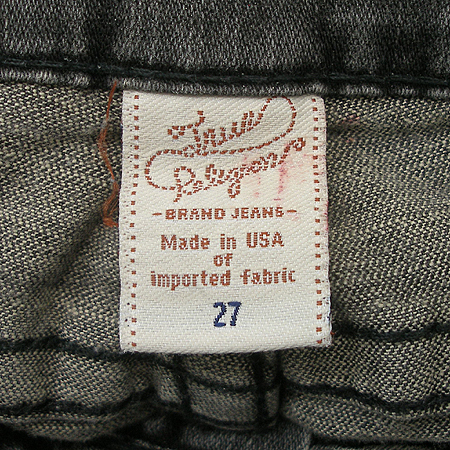 True
Religion
-BRAND JEANS-
Made in USA
of
imported fabric
27